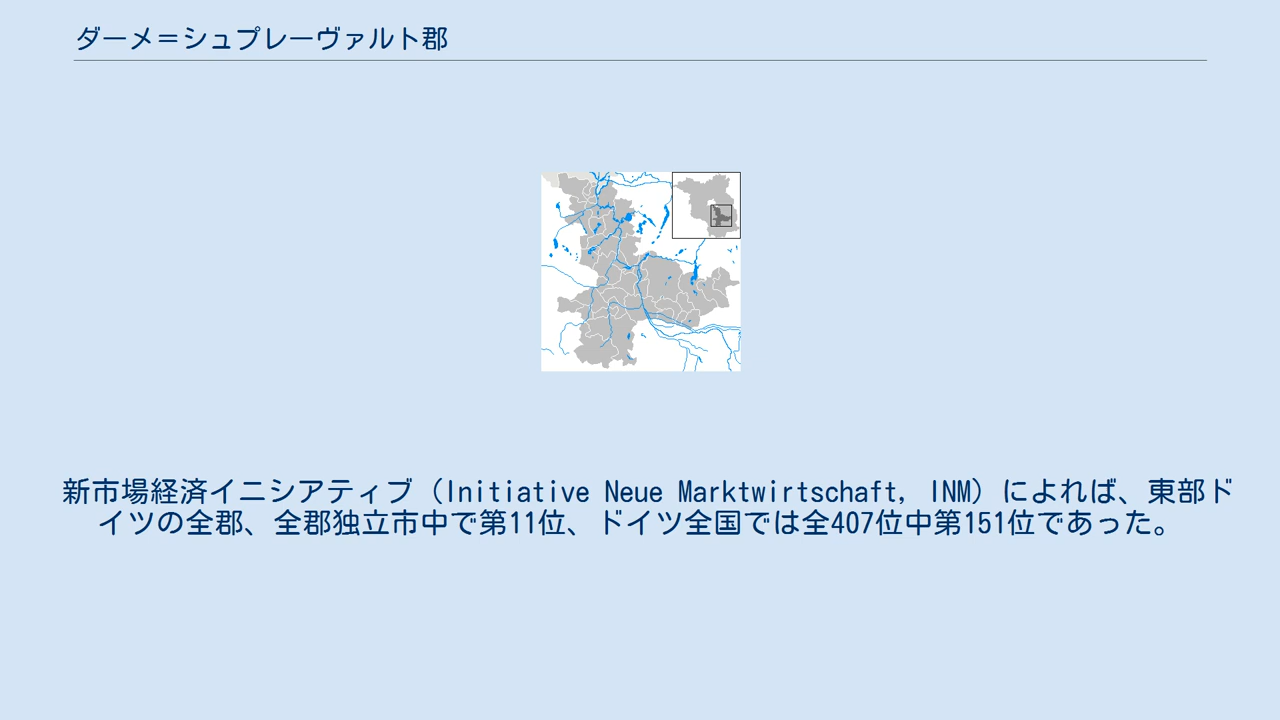 ダーメ＝シュプレーヴァルト郡
新市場経済イニシアティブ（Initiative Neue Marktwirtschaft, INM）によれば、東部ド
イツの全郡、全郡独立市中で第11位、ドイツ全国では全407位中第151位であった。